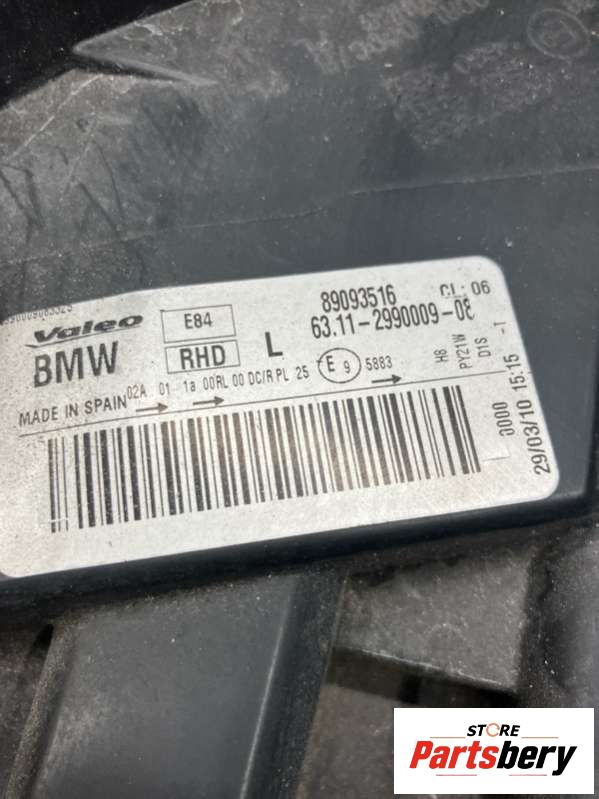 Valeo
E84
89093516
CL: 06
BMW
RHD
L
63.11-2990009-08
MADE IN SPAIN
02A 01 1a 00RL 00 DC/R PL 25
E 9 5883
H8
PY21W
D1S -T
0000
29/03/10 15:15
STORE
Partsbery